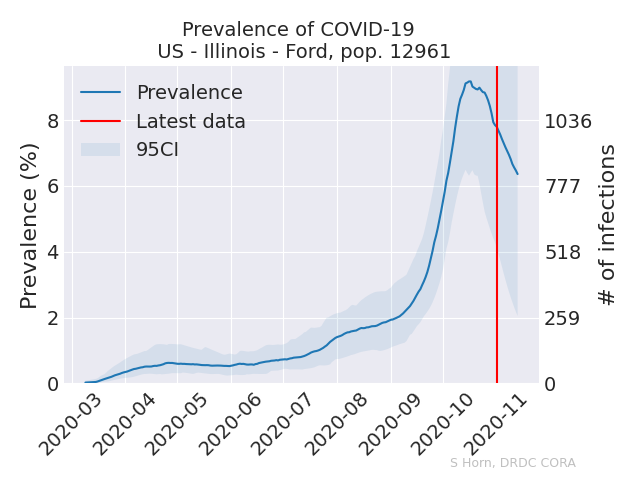 Prevalence of COVID-19
US - Illinois - Ford, pop. 12961
Prevalence
Latest data
95CI
Prevalence (%)
8
6
4
2
0
1036
777
518
259
0
# of infections
2020-03
2020-04
2020-05
2020-06
2020-07
2020-08
2020-09
2020-10
2020-11
S Horn, DRDC CORA